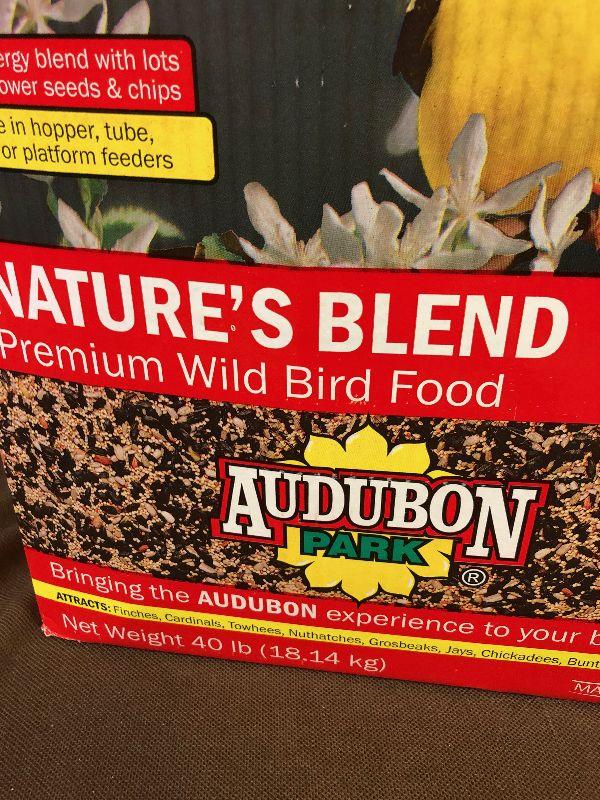 ergy blend with lots
ower seeds & chips
e in hopper, tube,
or platform feeders
NATURE'S BLEND
Premium Wild Bird Food
AUDUBON
PARK ®
Bringing the AUDUBON experience to your b
ATTRACTS: Finches, Cardinals, Towhees, Nuthatches, Grosbeaks, Jays, Chickadees, Bunt
Net Weight 40 lb (18.14 kg)
MA